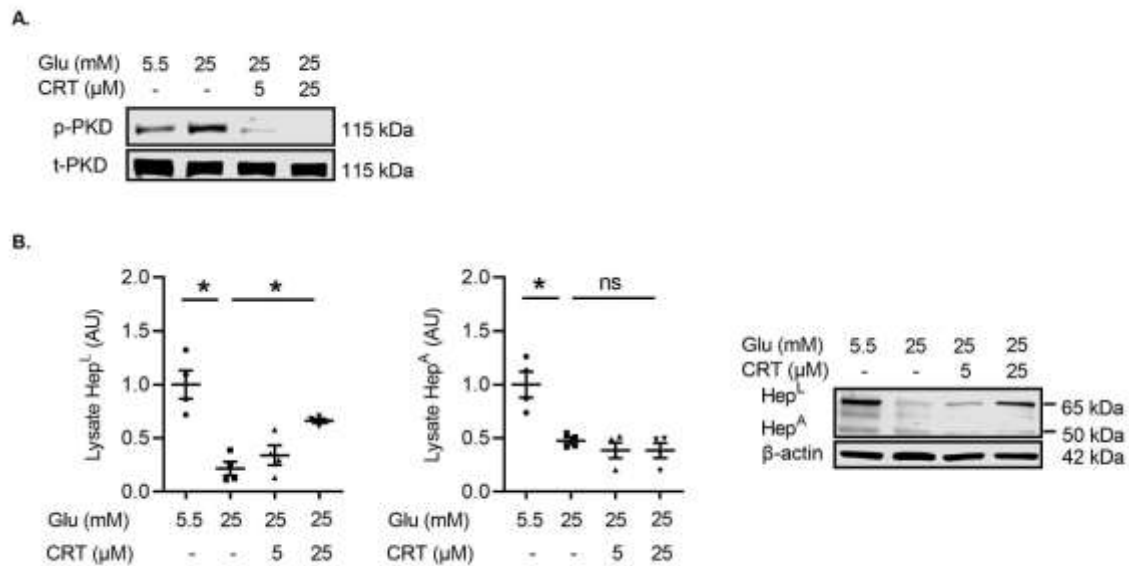 A.
Glu (mM) 5.5 25 25 25
CRT (µM) - - 5 25
p-PKD 115 kDa
t-PKD 115 kDa
B.
2.0
1.5
1.0
0.5
0.0
Lysate Hep^L (AU)
* *
Glu (mM) 5.5 25 25 25
CRT (µM) - - 5 25
2.0
1.5
1.0
0.5
0.0
Lysate Hep^A (AU)
* ns
Glu (mM) 5.5 25 25 25
CRT (µM) - - 5 25
Glu (mM) 5.5 25 25 25
CRT (µM) - - 5 25
Hep^L 65 kDa
Hep^A 50 kDa
β-actin 42 kDa